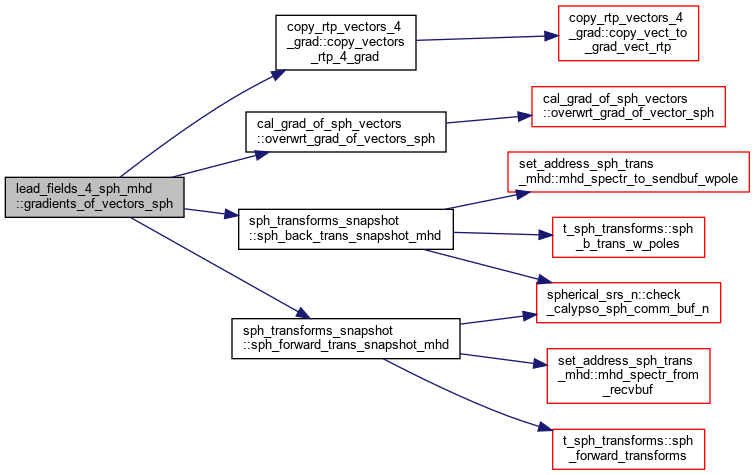 copy_rtp_vectors_4
_grad::copy_vectors
_rtp_4_grad
copy_rtp_vectors_4
_grad::copy_vect_to
_grad_vect_rtp
cal_grad_of_sph_vectors
::overwrt_grad_of_vectors_sph
cal_grad_of_sph_vectors
::overwrt_grad_of_vector_sph
lead_fields_4_sph_mhd
::gradients_of_vectors_sph
set_address_sph_trans
_mhd::mhd_spectr_to_sendbuf_wpole
sph_transforms_snapshot
::sph_back_trans_snapshot_mhd
t_sph_transforms::sph
_b_trans_w_poles
spherical_srs_n::check
_calypso_sph_comm_buf_n
sph_transforms_snapshot
::sph_forward_trans_snapshot_mhd
set_address_sph_trans
_mhd::mhd_spectr_from
_recvbuf
t_sph_transforms::sph
_forward_transforms